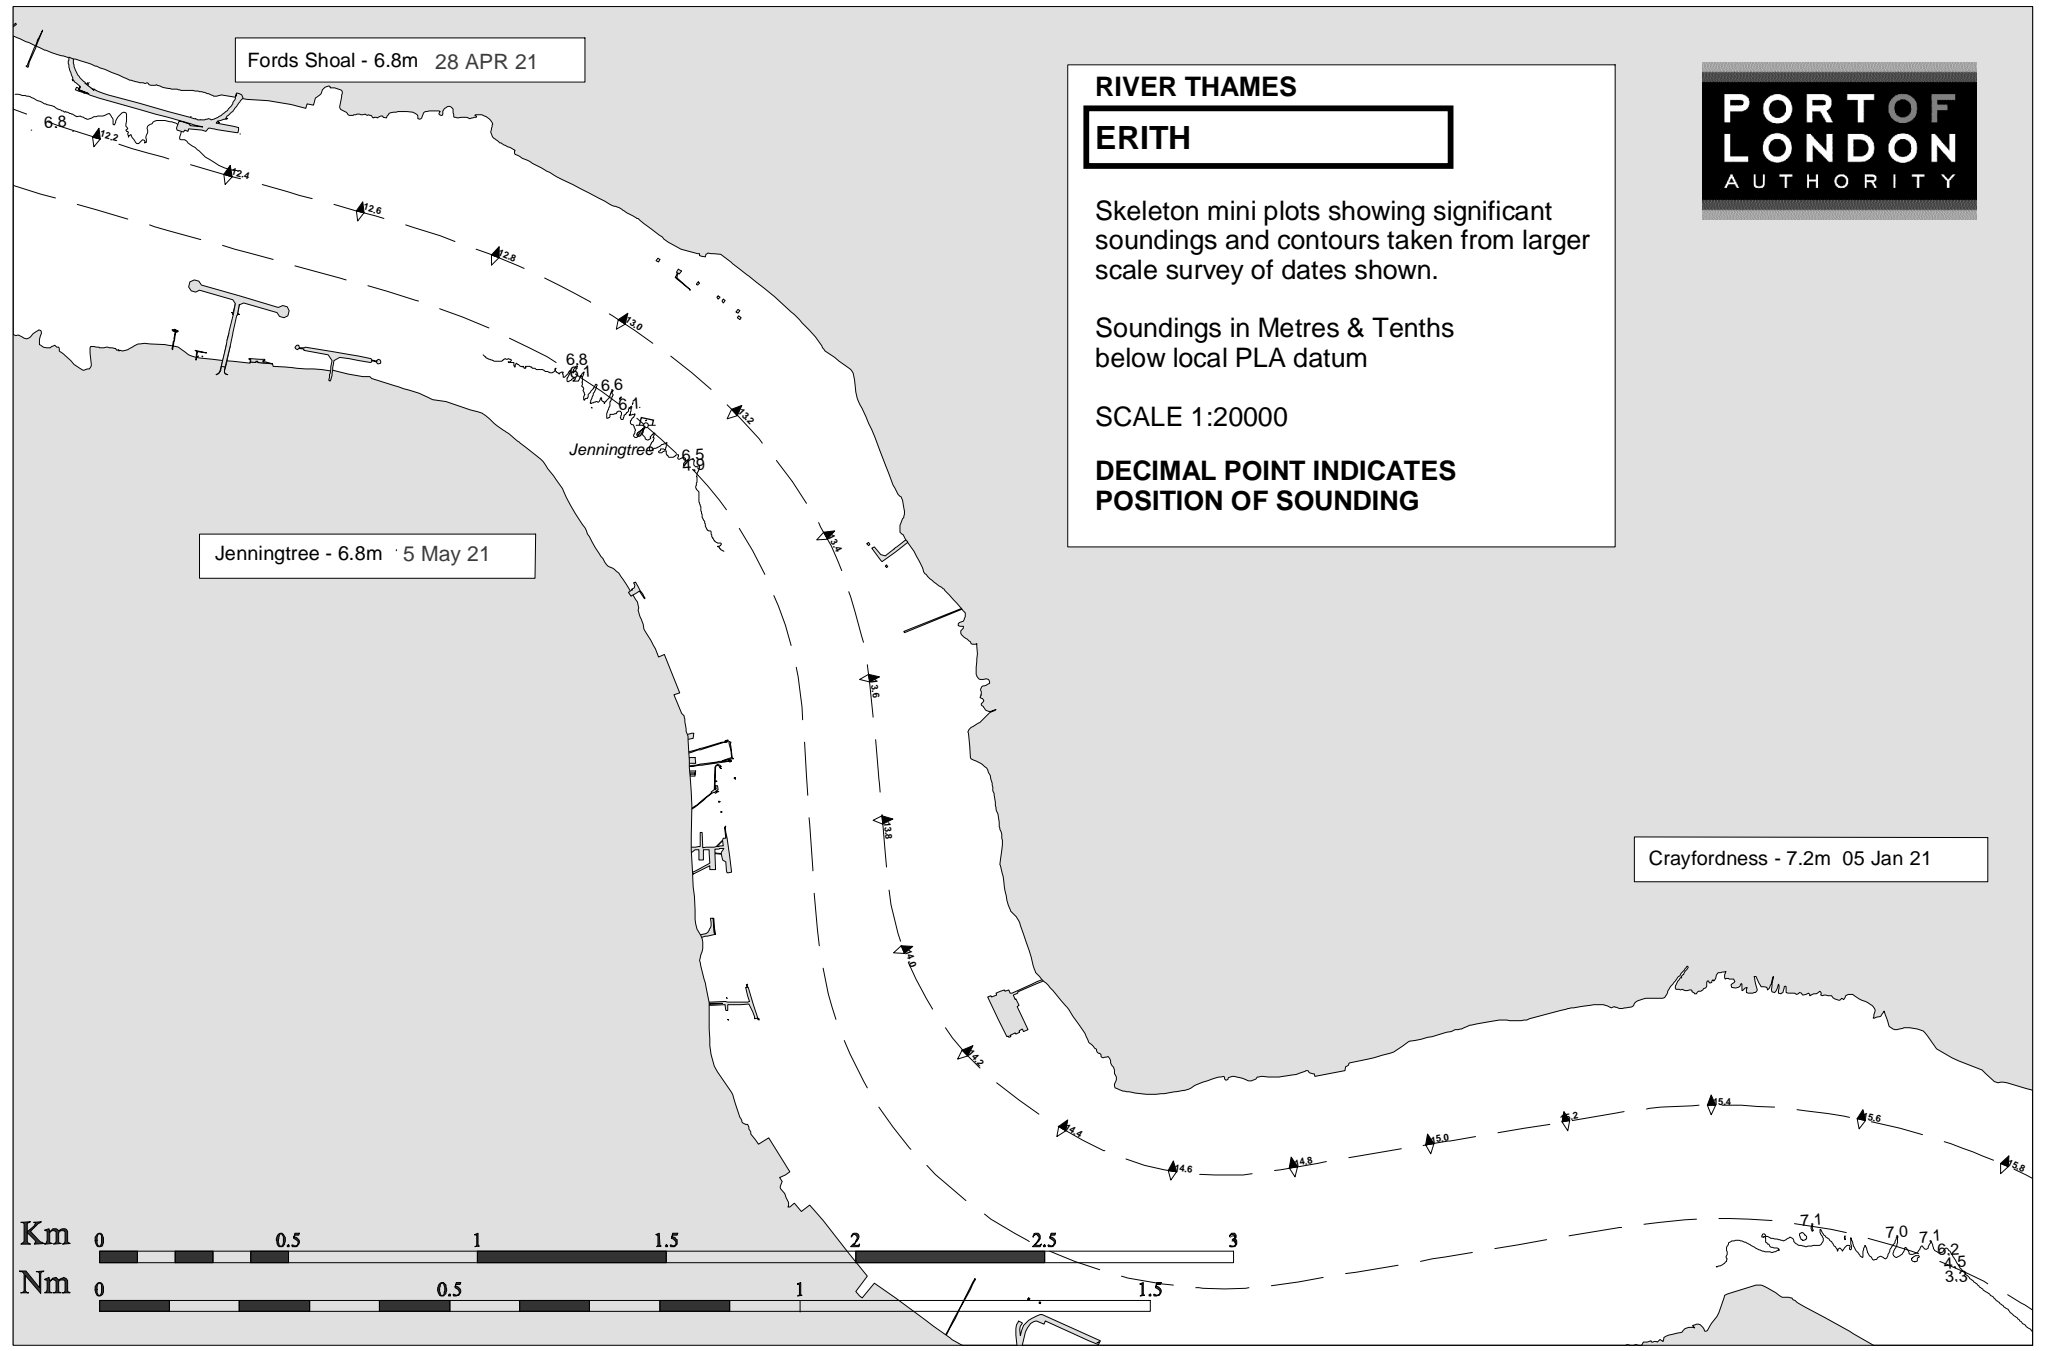 Fords Shoal - 6.8m 28 APR 21
RIVER THAMES
ERITH
Skeleton mini plots showing significant
soundings and contours taken from larger
scale survey of dates shown.
Soundings in Metres & Tenths
below local PLA datum
SCALE 1:20000
DECIMAL POINT INDICATES
POSITION OF SOUNDING
PORT OF
LONDON
AUTHORITY
6.8
12.2
12.4
12.6
12.8
13.0
13.2
13.4
13.6
13.8
14.0
14.2
14.4
14.6
14.8
15.0
15.4
15.6
15.8
6.8
6.1
6.6
6.1
Jenningtree
6.5
4.9
Jenningtree - 6.8m 5 May 21
Crayfordness - 7.2m 05 Jan 21
7.1
7.0
7.1
6.2
4.5
3.3
Km 0 0.5 1 1.5 2 2.5 3
Nm 0 0.5 1 1.5